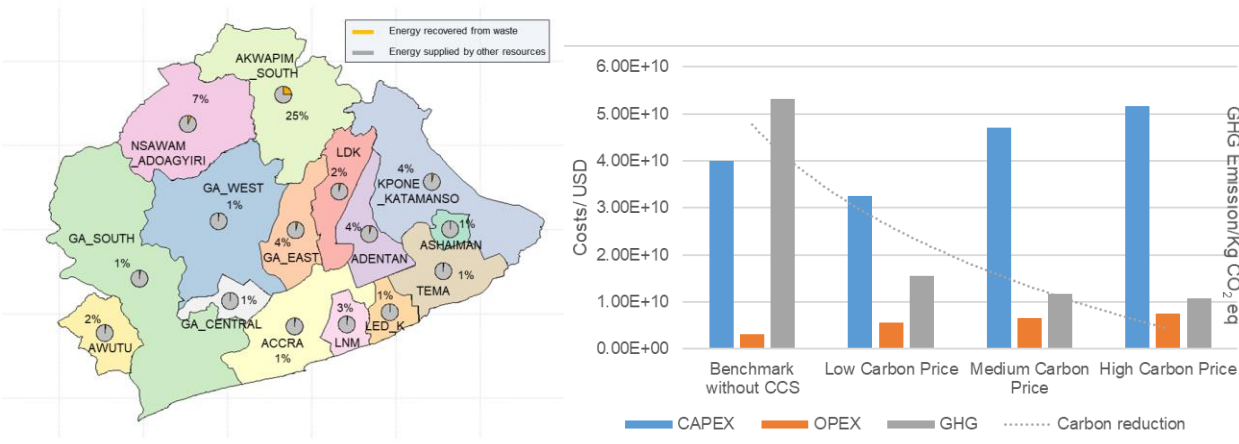 Energy recovered from waste
Energy supplied by other resources
AKWAPIM
_SOUTH
25%
7%
NSAWAM
_ADOAGYIRI
LDK
2%
4%
KPONE
_KATAMANSO
GA_WEST
1%
GA_SOUTH
1%
4%
GA_EAST
4%
ADENTAN
1%
ASHAIMAN
1%
TEMA
2%
AWUTU
1%
GA_CENTRAL
ACCRA
1%
3%
LNM
1%
LED_K
6.00E+10
5.00E+10
4.00E+10
3.00E+10
2.00E+10
1.00E+10
0.00E+00
Costs/ USD
GHG Emission/Kg CO₂ eq
Benchmark
without CCS
Low Carbon Price
Medium Carbon
Price
High Carbon Price
CAPEX
OPEX
GHG
Carbon reduction